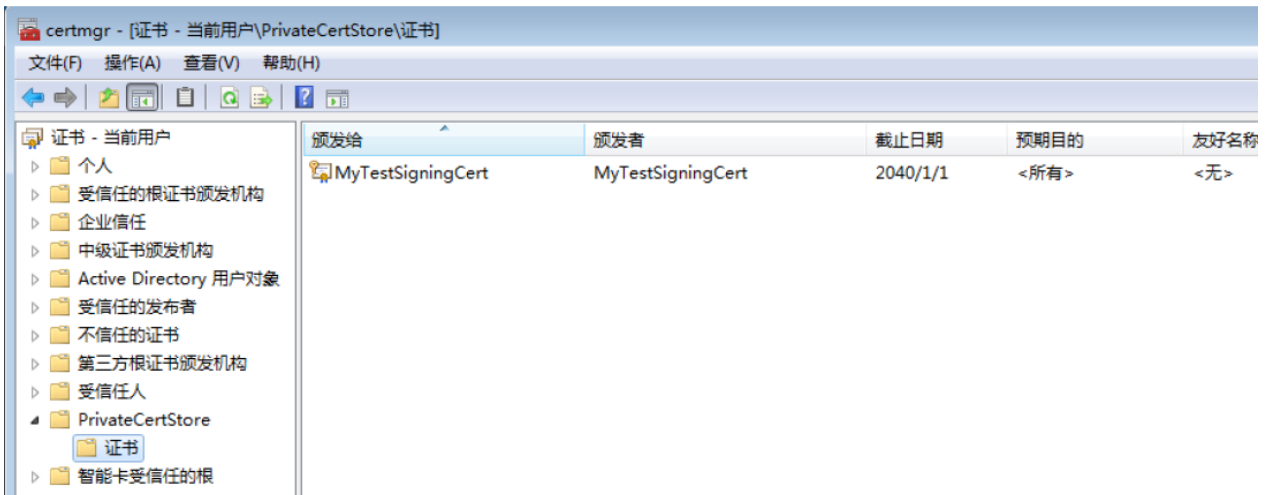 certmgr - [证书 - 当前用户\PrivateCertStore\证书]
文件(F) 操作(A) 查看(V) 帮助(H)
证书 - 当前用户
个人
受信任的根证书颁发机构
企业信任
中级证书颁发机构
Active Directory 用户对象
受信任的发布者
不信任的证书
第三方根证书颁发机构
受信任人
PrivateCertStore
证书
智能卡受信任的根
颁发给 颁发者 截止日期 预期目的 友好名称
MyTestSigningCert MyTestSigningCert 2040/1/1 <所有> <无>